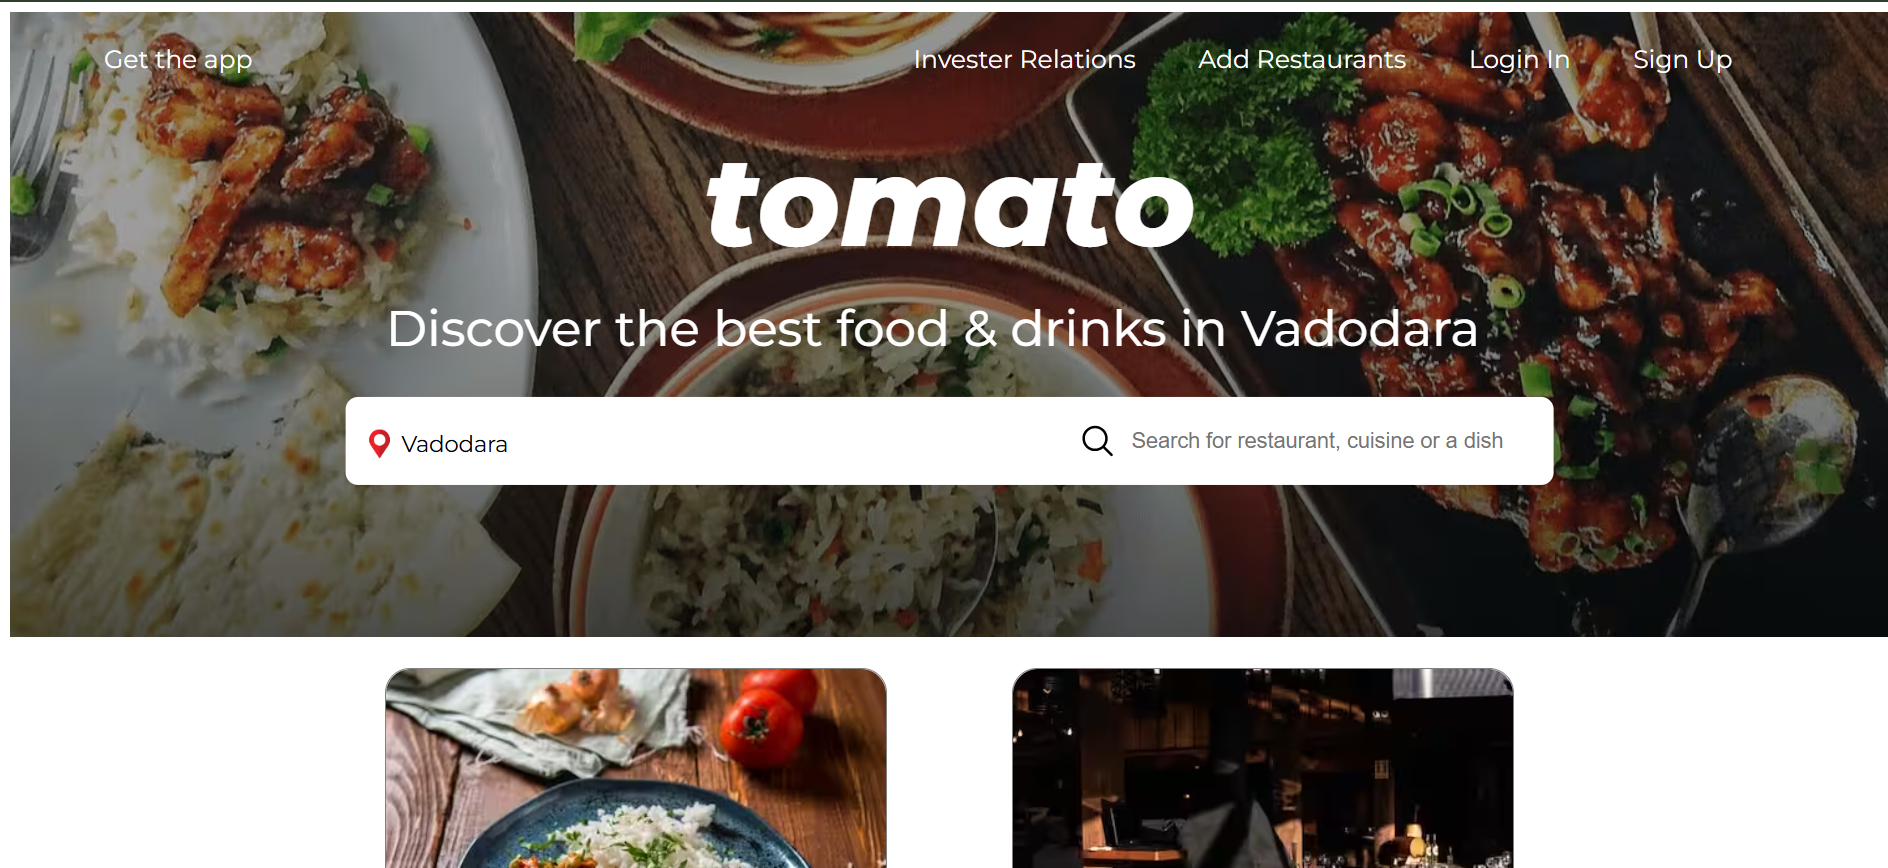 Get the app Invester Relations Add Restaurants Login In Sign Up
tomato
Discover the best food & drinks in Vadodara
Vadodara Search for restaurant, cuisine or a dish